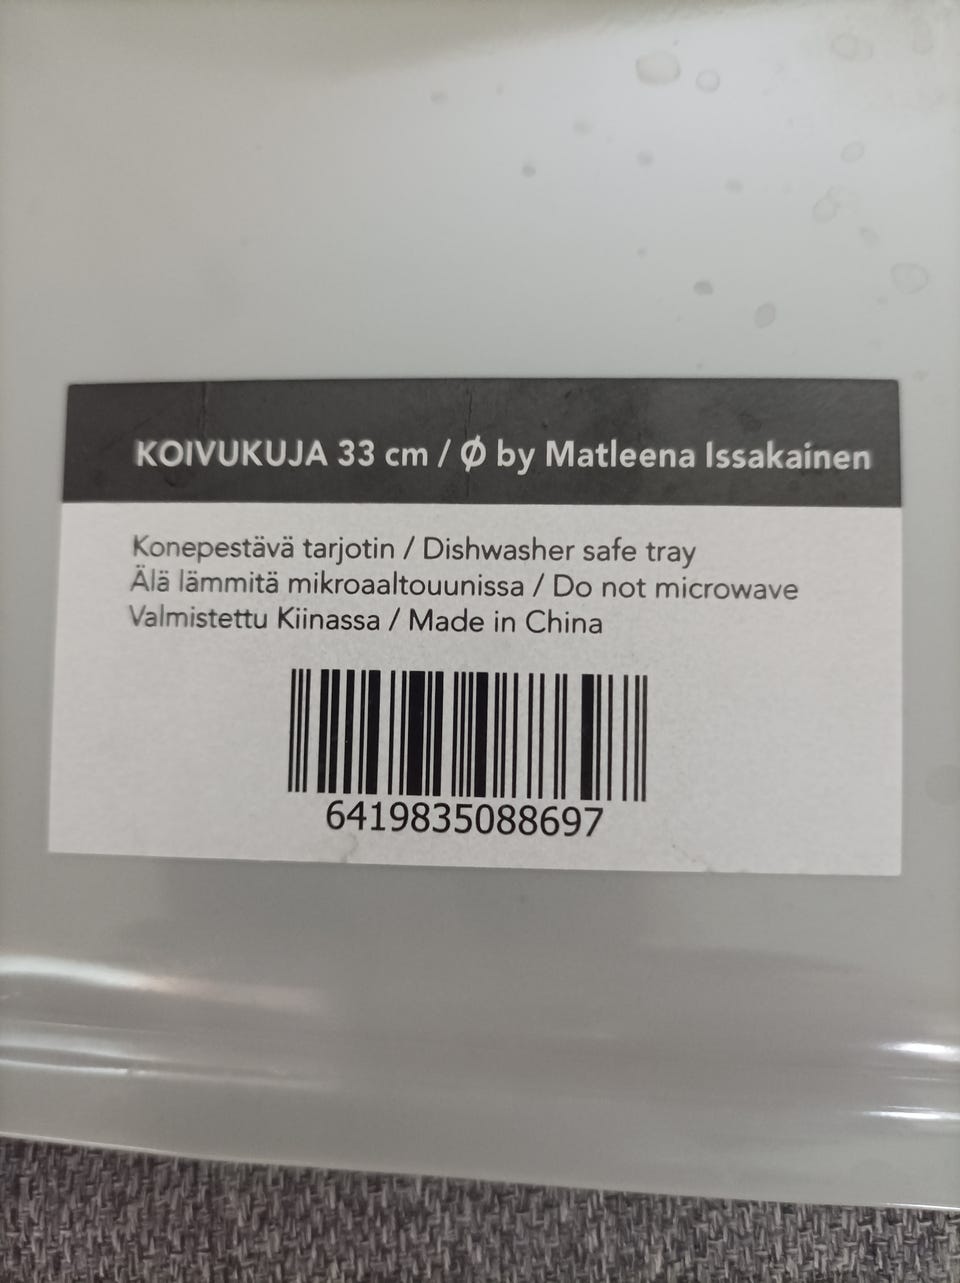 KOIVUKUJA 33 cm / Ø by Matleena Issakainen
Konepestävä tarjotin / Dishwasher safe tray
Älä lämmitä mikroaaltouunissa / Do not microwave
Valmistettu Kiinassa / Made in China
6419835088697